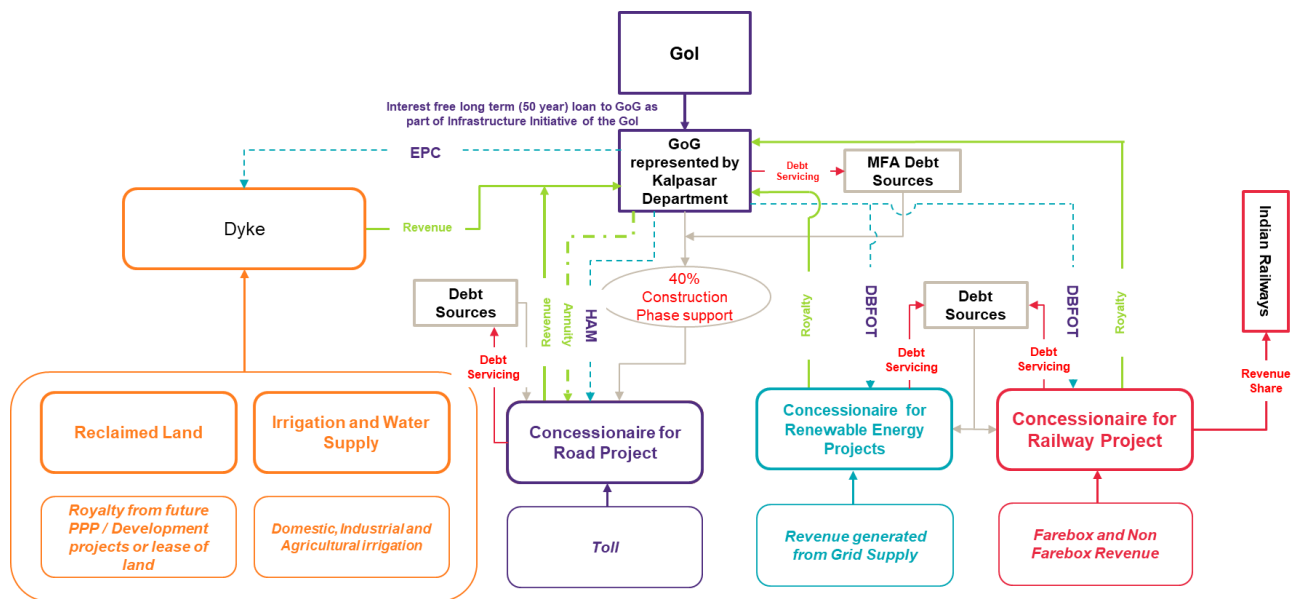 GoI
Interest free long term (50 year) loan to GoG as
part of Infrastructure Initiative of the GoI
EPC
GoG
represented by
Kalpasar
Department
Debt
Servicing
MFA Debt
Sources
Indian Railways
Dyke
Revenue
40%
Construction
Phase support
Debt
Sources
Revenue
Annuity
HAM
Royalty
DBFOT
Debt
Sources
DBFOT
Royalty
Debt
Servicing
Debt
Servicing
Debt
Servicing
Revenue
Share
Reclaimed Land
Irrigation and Water
Supply
Concessionaire for
Road Project
Concessionaire for
Renewable Energy
Projects
Concessionaire for
Railway Project
Royalty from future
PPP / Development
projects or lease of
land
Domestic, Industrial and
Agricultural irrigation
Toll
Revenue generated
from Grid Supply
Farebox and Non
Farebox Revenue